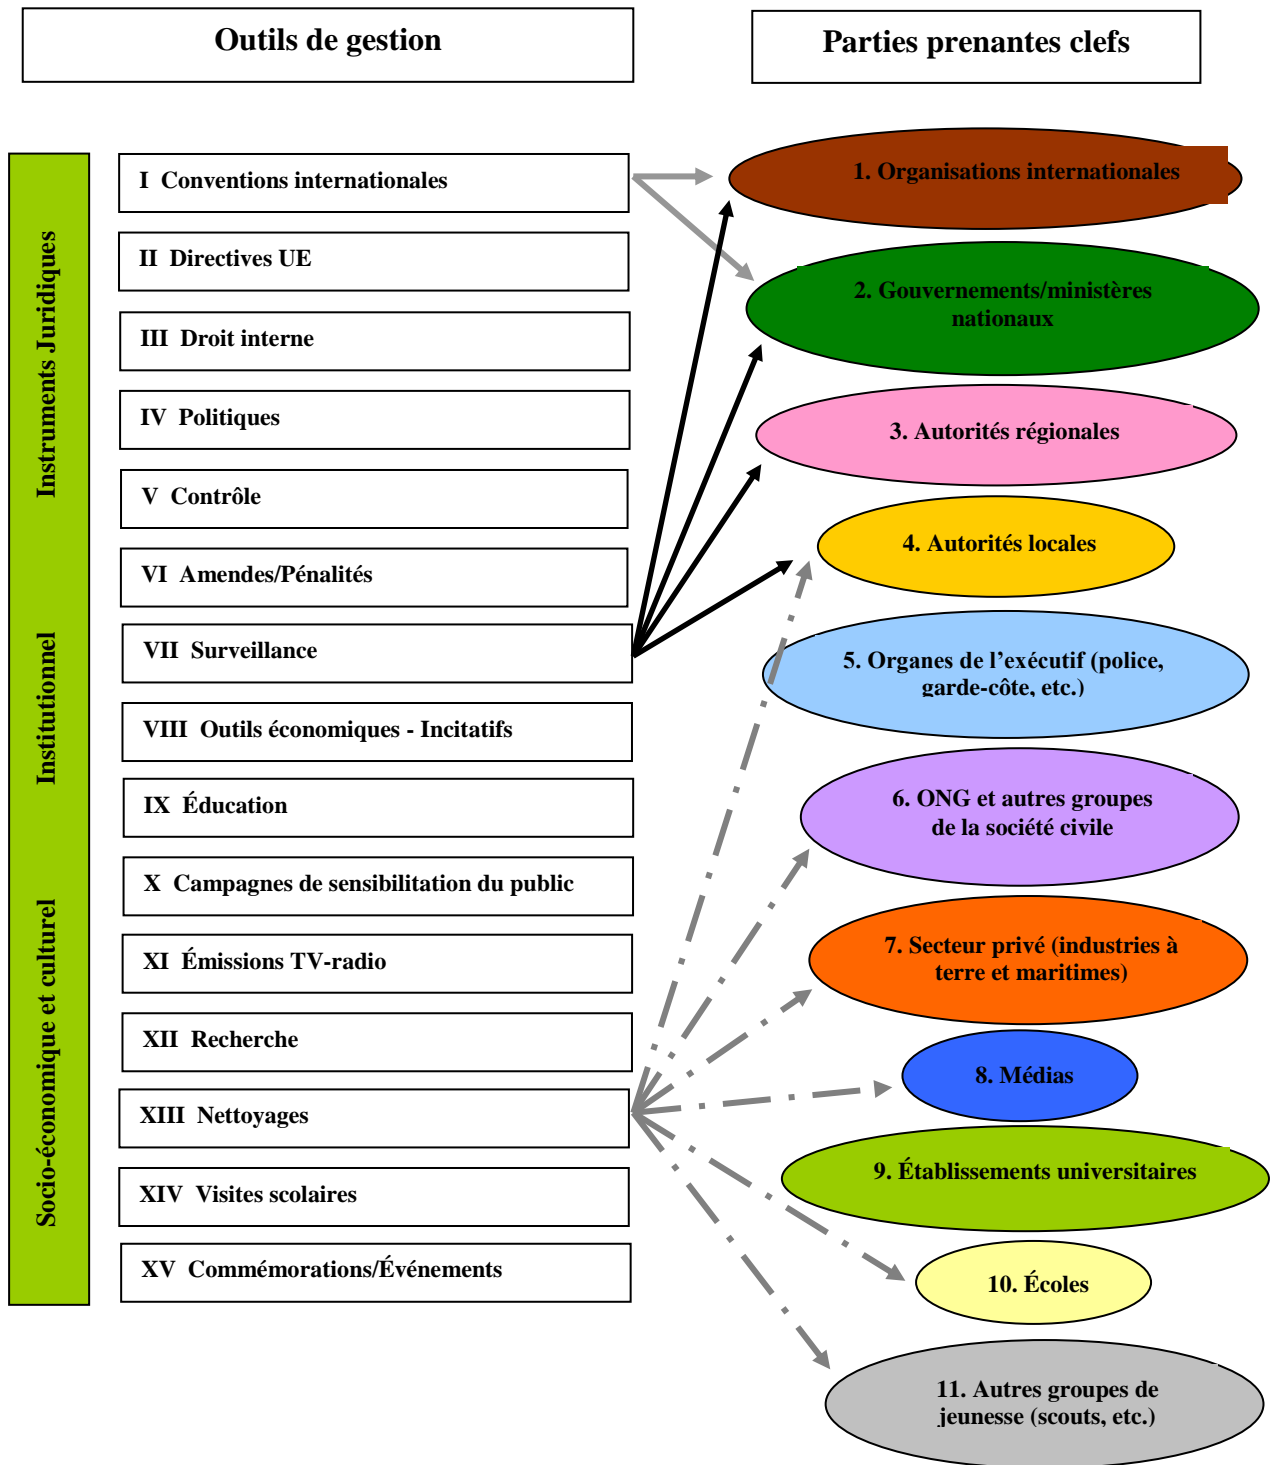 Outils de gestion
Parties prenantes clefs
Instruments Juridiques
Institutionnel
Socio-économique et culturel
I Conventions internationales
II Directives UE
III Droit interne
IV Politiques
V Contrôle
VI Amendes/Pénalités
VII Surveillance
VIII Outils économiques - Incitatifs
IX Éducation
X Campagnes de sensibilitation du public
XI Émissions TV-radio
XII Recherche
XIII Nettoyages
XIV Visites scolaires
XV Commémorations/Événements
1. Organisations internationales
2. Gouvernements/ministères
nationaux
3. Autorités régionales
4. Autorités locales
5. Organes de l’exécutif (police,
garde-côte, etc.)
6. ONG et autres groupes
de la société civile
7. Secteur privé (industries à
terre et maritimes)
8. Médias
9. Établissements universitaires
10. Écoles
11. Autres groupes de
jeunesse (scouts, etc.)